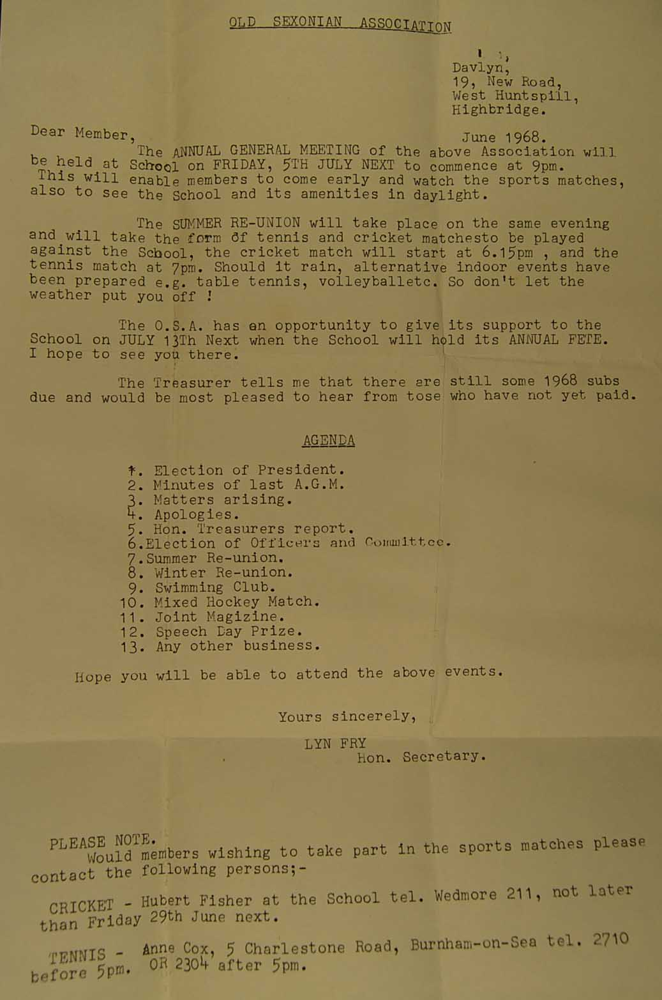 OLD SEXONIAN ASSOCIATION
Davlyn,
19, New Road,
West Huntspill,
Highbridge.
June 1968.
Dear Member,
The ANNUAL GENERAL MEETING of the above Association will
be held at School on FRIDAY, 5TH JULY NEXT to commence at 9pm.
This will enable members to come early and watch the sports matches,
also to see the School and its amenities in daylight.
The SUMMER RE-UNION will take place on the same evening
and will take the form of tennis and cricket matchesto be played
against the School, the cricket match will start at 6.15pm , and the
tennis match at 7pm. Should it rain, alternative indoor events have
been prepared e.g. table tennis, volleyballetc. So don't let the
weather put you off !
The O.S.A. has an opportunity to give its support to the
School on JULY 13Th Next when the School will hold its ANNUAL FETE.
I hope to see you there.
The Treasurer tells me that there are still some 1968 subs
due and would be most pleased to hear from tose who have not yet paid.
AGENDA
1. Election of President.
2. Minutes of last A.G.M.
3. Matters arising.
4. Apologies.
5. Hon. Treasurers report.
6.Election of Officers and Committee.
7.Summer Re-union.
8. Winter Re-union.
9. Swimming Club.
10. Mixed Hockey Match.
11. Joint Magizine.
12. Speech Day Prize.
13. Any other business.
Hope you will be able to attend the above events.
Yours sincerely,
LYN FRY
Hon. Secretary.
PLEASE NOTE.
Would members wishing to take part in the sports matches please
contact the following persons;-
CRICKET - Hubert Fisher at the School tel. Wedmore 211, not later
than Friday 29th June next.
TENNIS - Anne Cox, 5 Charlestone Road, Burnham-on-Sea tel. 2710
before 5pm. OR 2304 after 5pm.